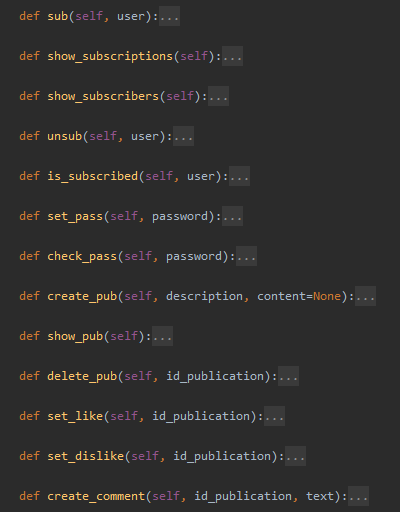 def sub(self, user):...
def show_subscriptions(self):...
def show_subscribers(self):...
def unsub(self, user):...
def is_subscribed(self, user):...
def set_pass(self, password):...
def check_pass(self, password):...
def create_pub(self, description, content=None):...
def show_pub(self):...
def delete_pub(self, id_publication):...
def set_like(self, id_publication):...
def set_dislike(self, id_publication):...
def create_comment(self, id_publication, text):...